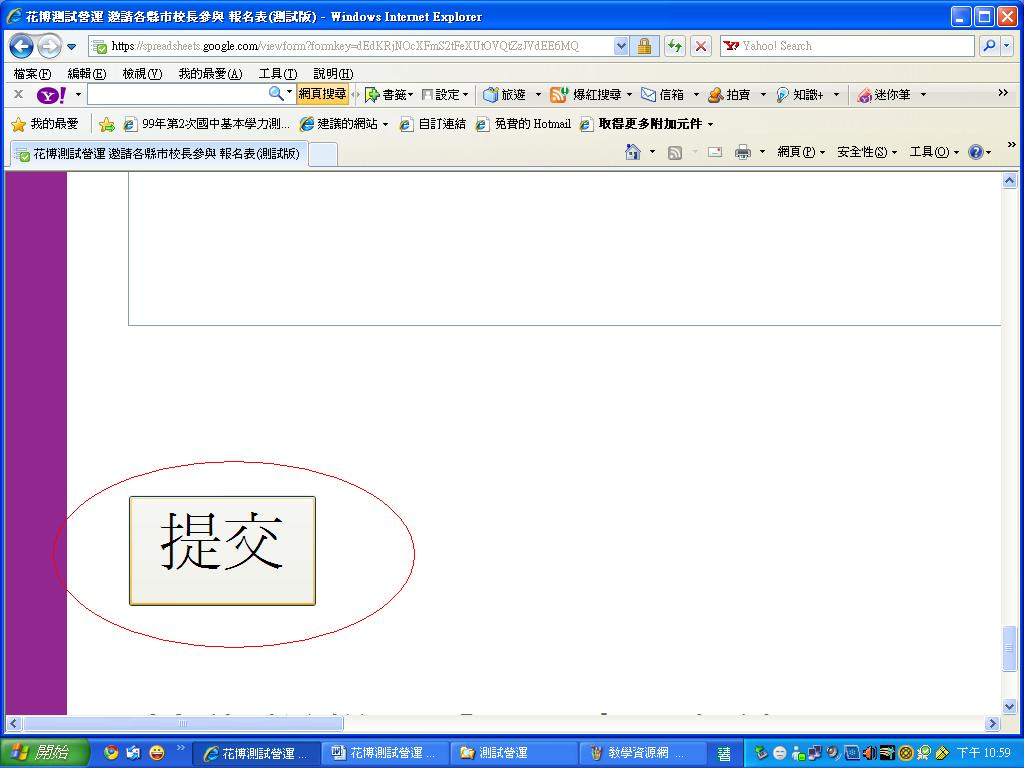 花博測試營運 邀請各縣市校長參與 報名表(測試版) - Windows Internet Explorer
https://spreadsheets.google.com/viewform?formkey=dEdKRjNOcXFmS2tFeXUtOVQtZzJVdEE6MQ
Yahoo! Search
檔案(F) 編輯(E) 檢視(V) 我的最愛(A) 工具(T) 說明(H)
Y! 網頁搜尋 書籤 設定 旅遊 爆紅搜尋 信箱 拍賣 知識+ 迷你筆 »
我的最愛 99年第2次國中基本學力測... 建議的網站 自訂連結 免費的 Hotmail 取得更多附加元件
花博測試營運 邀請各縣市校長參與 報名表(測試版) 網頁(P) 安全性(S) 工具(O) »
提交
開始 » 花博測試營運 ... 花博測試營運 ... 測試營運 教學資源網 ... 下午 10:59